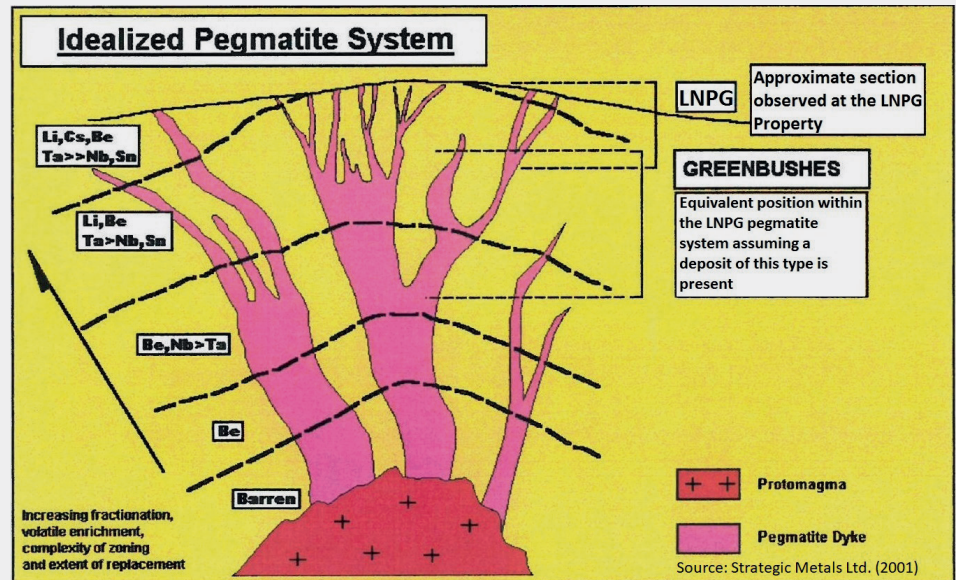 Idealized Pegmatite System
LNPG
Approximate section
observed at the LNPG
Property
Li,Cs,Be
Ta>>Nb,Sn
GREENBUSHES
Equivalent position within
the LNPG pegmatite
system assuming a
deposit of this type is
present
Li,Be
Ta>Nb,Sn
Be,Nb>Ta
Be
Barren
Increasing fractionation,
volatile enrichment,
complexity of zoning
and extent of replacement
Protomagma
Pegmatite Dyke
Source: Strategic Metals Ltd. (2001)